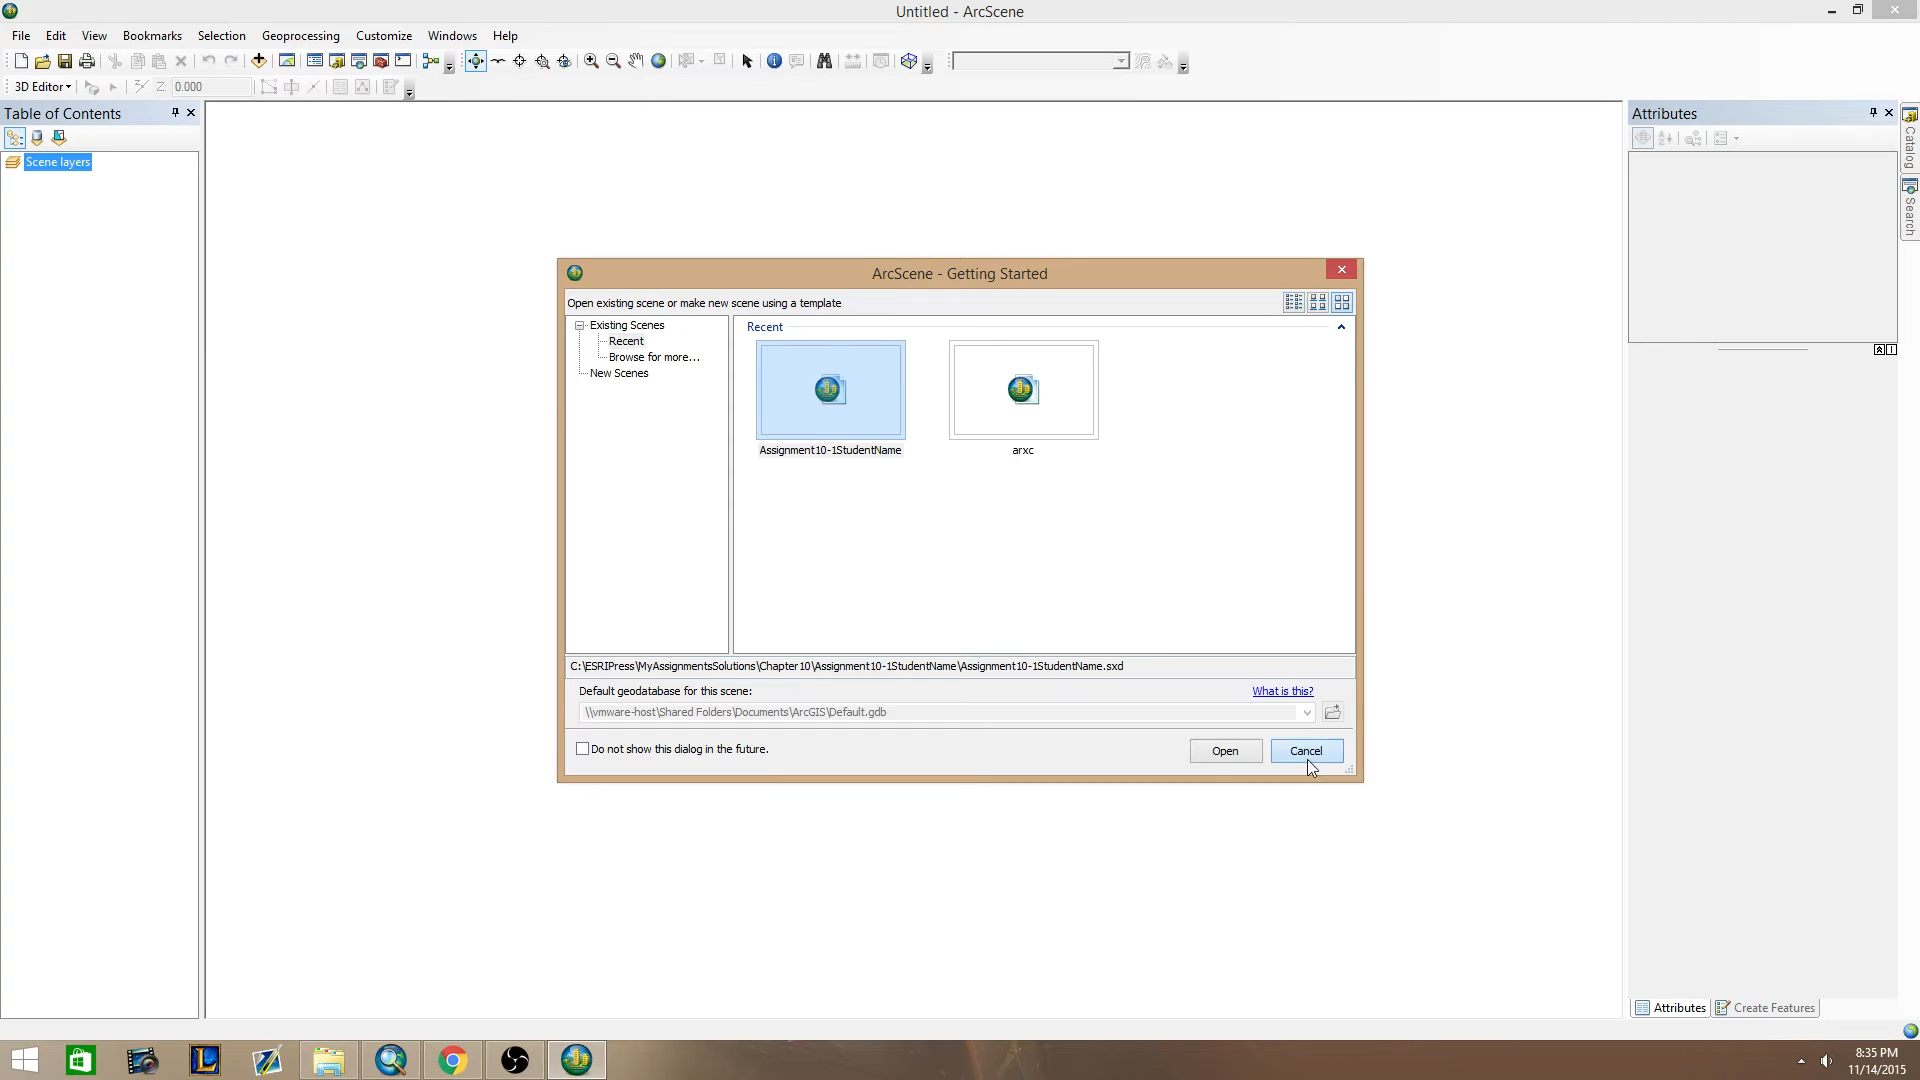 Untitled - ArcScene
File Edit View Bookmarks Selection Geoprocessing Customize Windows Help
3D Editor Z: 0.000
Table of Contents
Scene layers
Attributes
Catalog
Search
ArcScene - Getting Started
Open existing scene or make new scene using a template
Existing Scenes
Recent
Browse for more...
New Scenes
Recent
Assignment10-1StudentName
arxc
C:\ESRIPress\MyAssignmentsSolutions\Chapter10\Assignment10-1StudentName\Assignment10-1StudentName.sxd
Default geodatabase for this scene:
What is this?
\\vmware-host\Shared Folders\Documents\ArcGIS\Default.gdb
Do not show this dialog in the future.
Open
Cancel
Attributes
Create Features
8:35 PM
11/14/2015